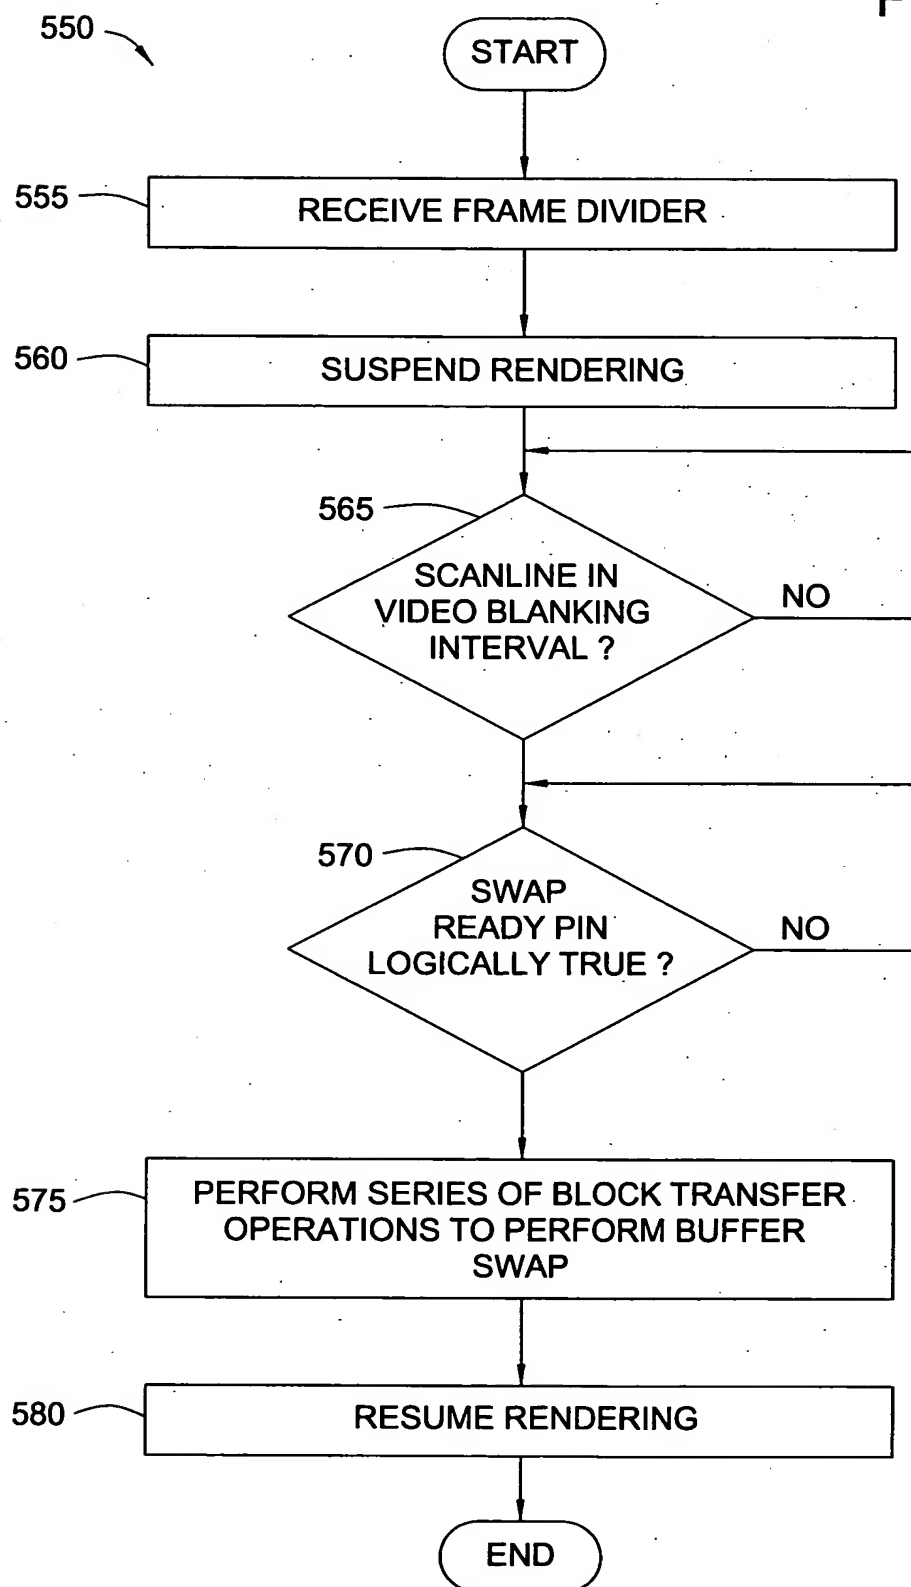 550
START
555
RECEIVE FRAME DIVIDER
560
SUSPEND RENDERING
565
SCANLINE IN
VIDEO BLANKING
INTERVAL ?
NO
570
SWAP
READY PIN
LOGICALLY TRUE ?
NO
575
PERFORM SERIES OF BLOCK TRANSFER
OPERATIONS TO PERFORM BUFFER
SWAP
580
RESUME RENDERING
END